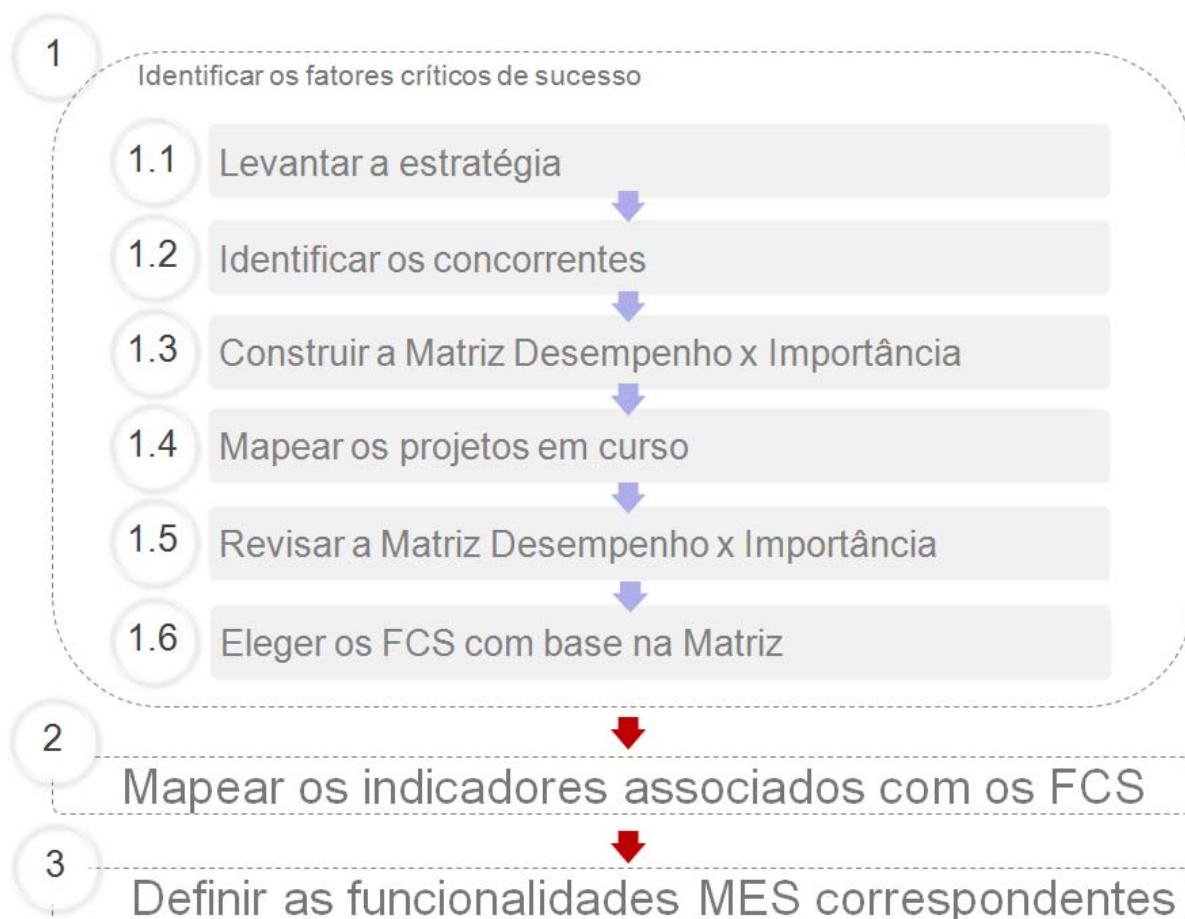 1
Identificar os fatores críticos de sucesso
1.1 Levantar a estratégia
1.2 Identificar os concorrentes
1.3 Construir a Matriz Desempenho x Importância
1.4 Mapear os projetos em curso
1.5 Revisar a Matriz Desempenho x Importância
1.6 Eleger os FCS com base na Matriz
2
Mapear os indicadores associados com os FCS
3
Definir as funcionalidades MES correspondentes